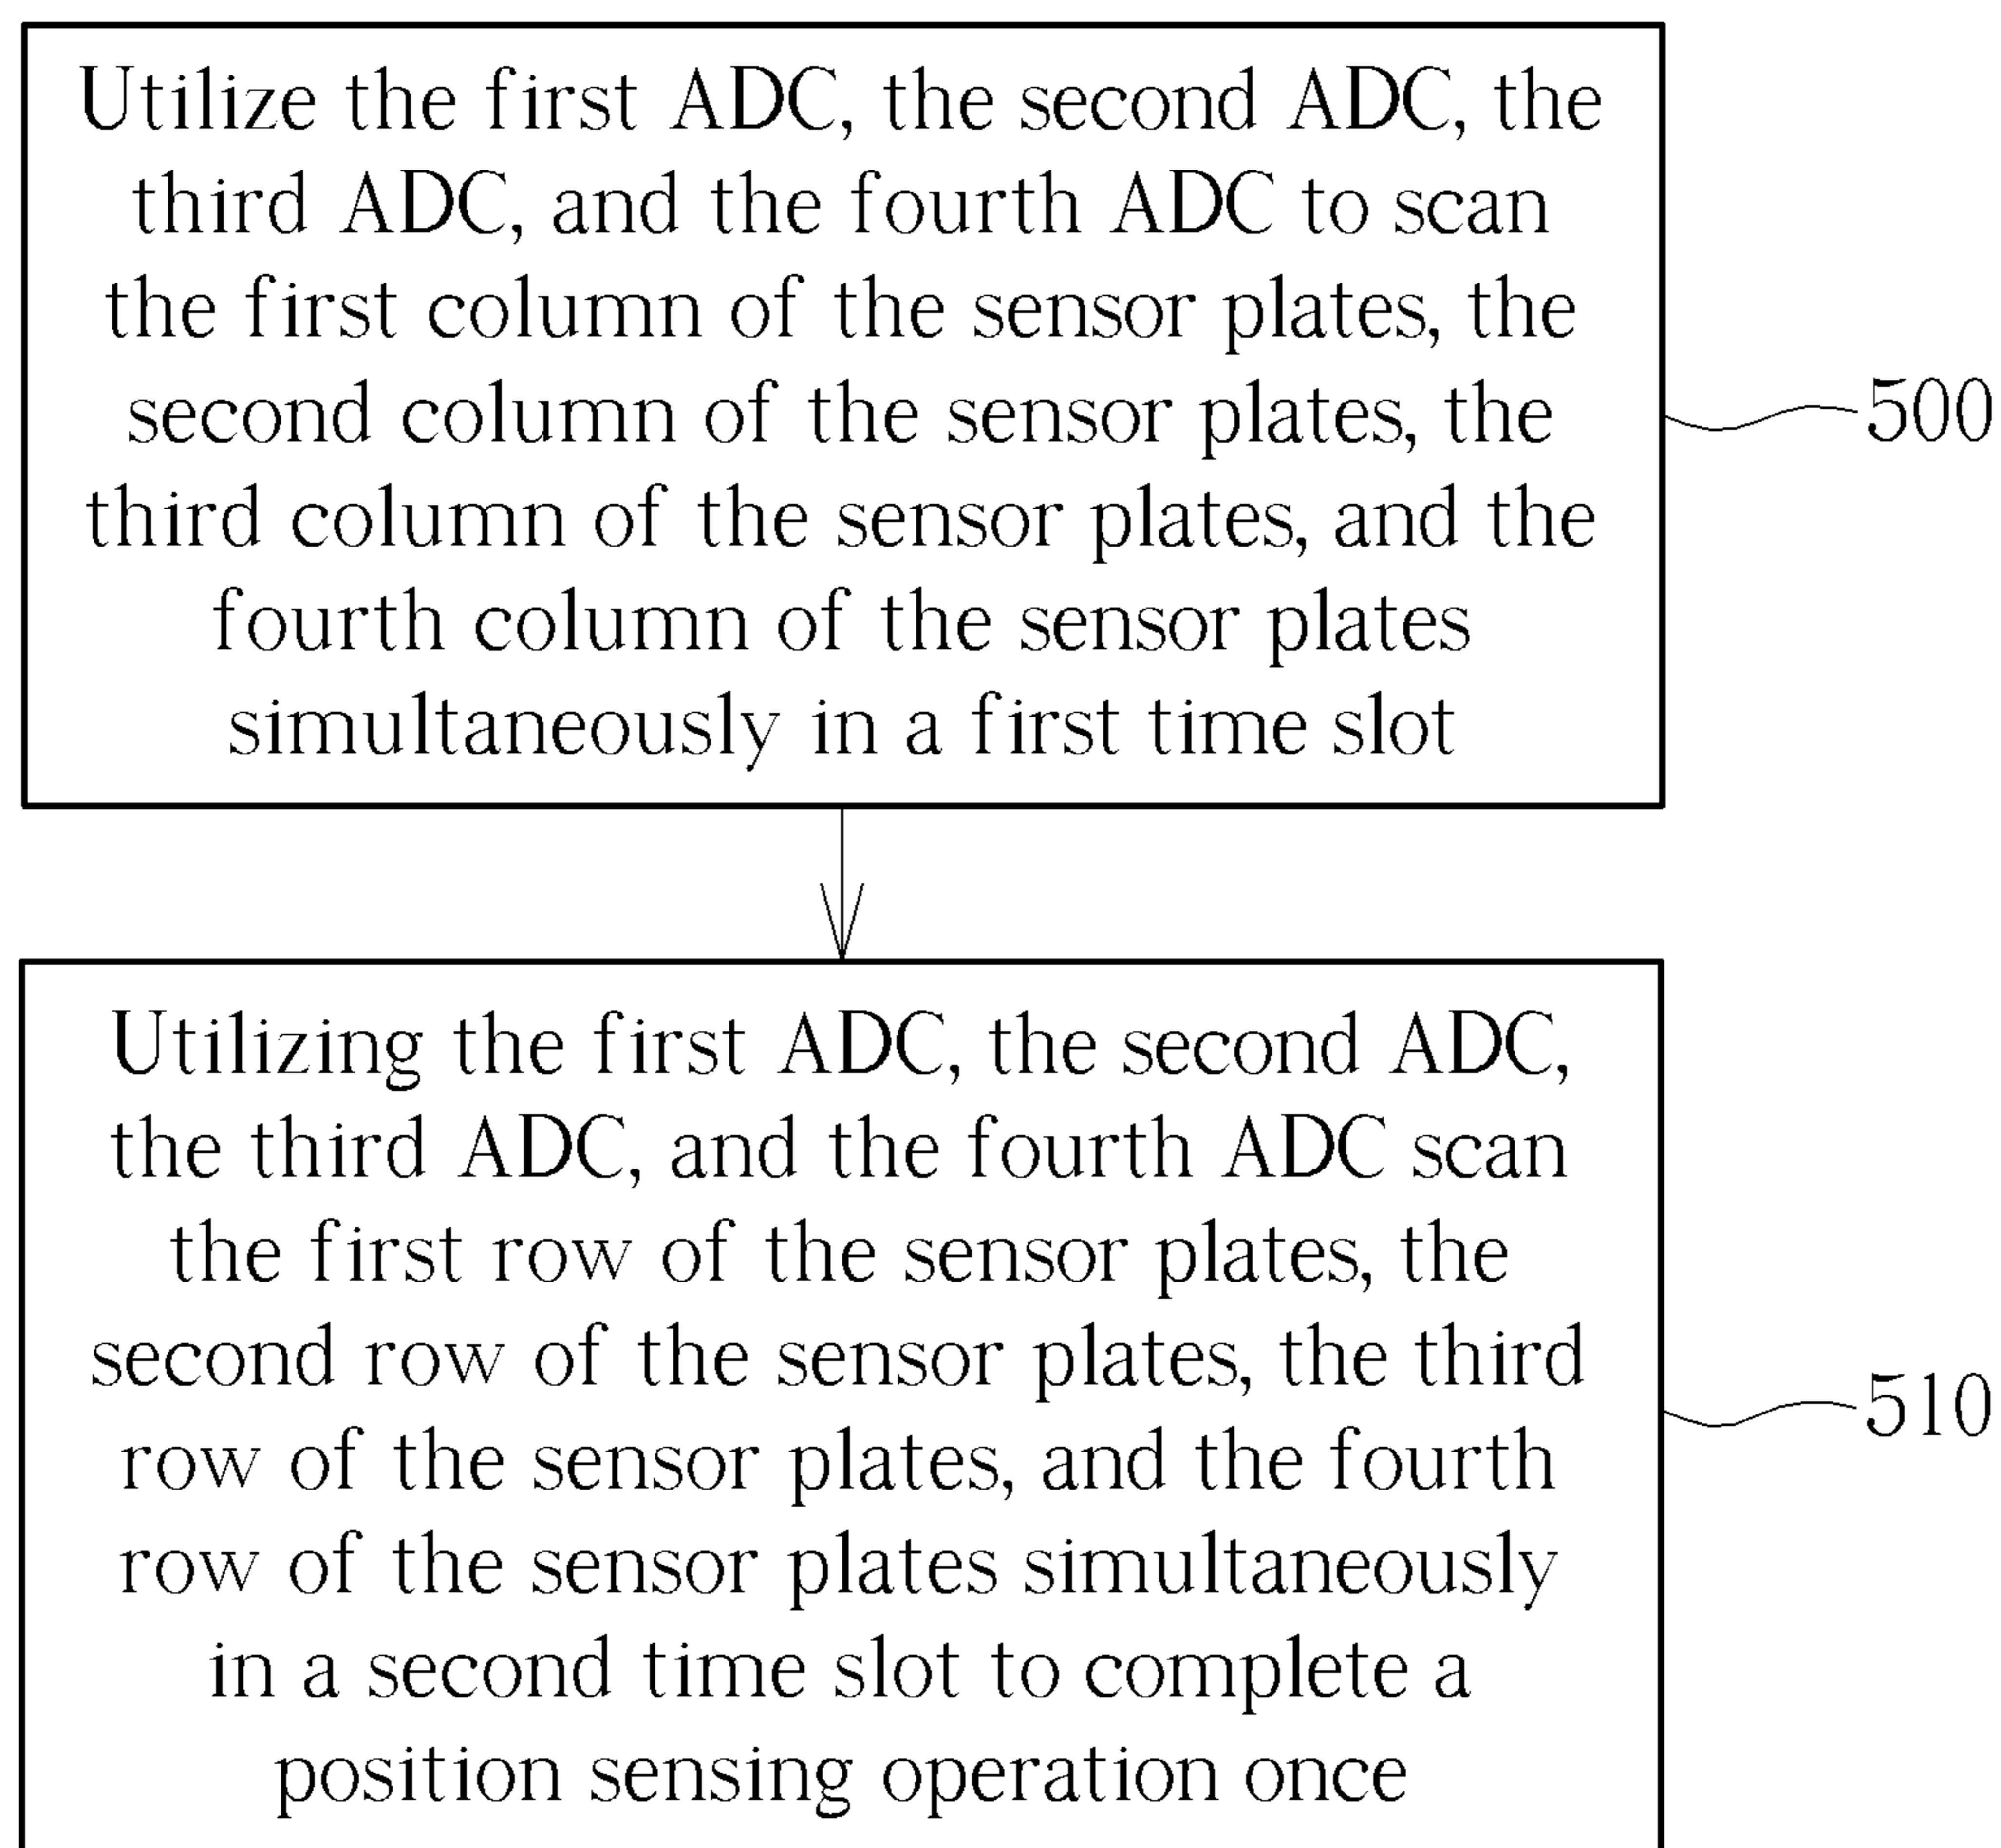 Utilize the first ADC, the second ADC, the
third ADC, and the fourth ADC to scan
the first column of the sensor plates, the
second column of the sensor plates, the
third column of the sensor plates, and the
fourth column of the sensor plates
simultaneously in a first time slot
500
Utilizing the first ADC, the second ADC,
the third ADC, and the fourth ADC scan
the first row of the sensor plates, the
second row of the sensor plates, the third
row of the sensor plates, and the fourth
row of the sensor plates simultaneously
in a second time slot to complete a
position sensing operation once
510